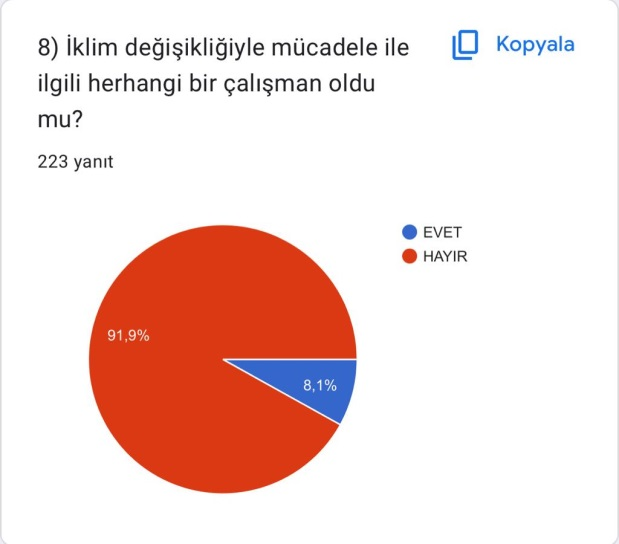 8) İklim değişikliğiyle mücadele ile
ilgili herhangi bir çalışman oldu
mu?
Kopyala
223 yanıt
EVET
HAYIR
91,9%
8,1%